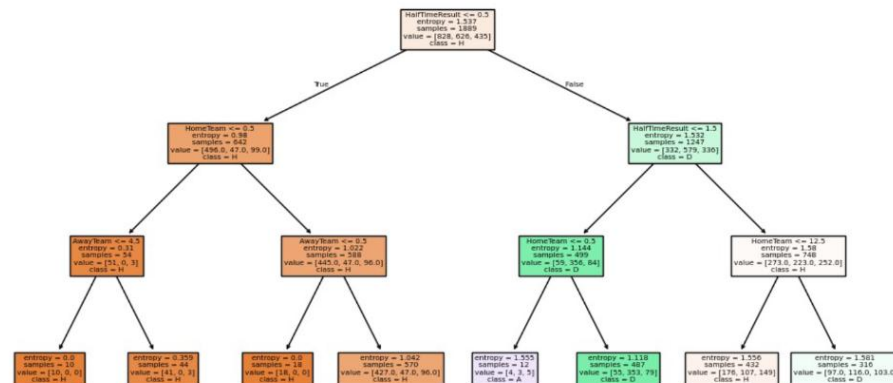 HalfTimeResult <= 0.5
entropy = 1.537
samples = 1889
value = [828, 626, 435]
class = H
True
False
HomeTeam <= 0.5
entropy = 0.98
samples = 642
value = [496.0, 47.0, 99.0]
class = H
HalfTimeResult <= 1.5
entropy = 1.532
samples = 1247
value = [332, 579, 336]
class = D
AwayTeam <= 4.5
entropy = 0.31
samples = 54
value = [51, 0, 3]
class = H
AwayTeam <= 0.5
entropy = 1.022
samples = 588
value = [445.0, 47.0, 96.0]
class = H
HomeTeam <= 0.5
entropy = 1.144
samples = 499
value = [59, 356, 84]
class = D
HomeTeam <= 12.5
entropy = 1.58
samples = 748
value = [273.0, 223.0, 252.0]
class = H
entropy = 0.0
samples = 10
value = [10, 0, 0]
class = H
entropy = 0.359
samples = 44
value = [41, 0, 3]
class = H
entropy = 0.0
samples = 18
value = [18, 0, 0]
class = H
entropy = 1.042
samples = 570
value = [427.0, 47.0, 96.0]
class = H
entropy = 1.555
samples = 12
value = [4, 3, 5]
class = A
entropy = 1.118
samples = 487
value = [55, 353, 79]
class = D
entropy = 1.556
samples = 432
value = [176, 107, 149]
class = H
entropy = 1.581
samples = 316
value = [97.0, 116.0, 103.0]
class = D